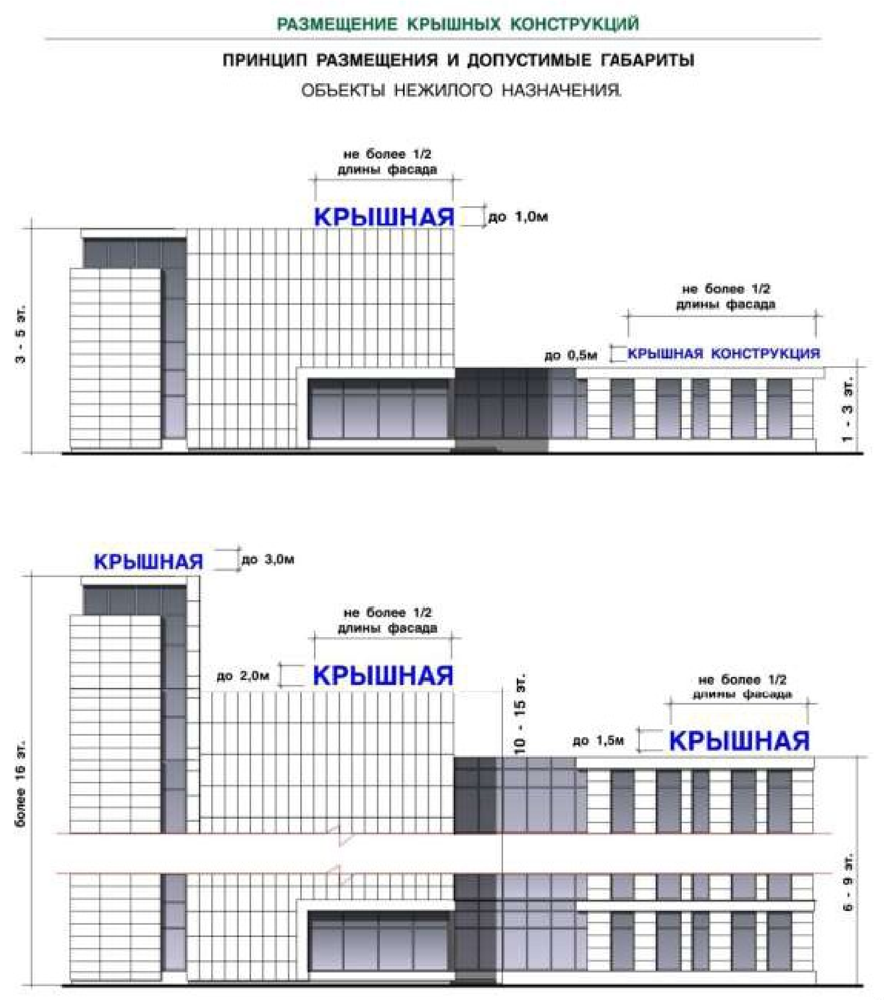 РАЗМЕЩЕНИЕ КРЫШНЫХ КОНСТРУКЦИЙ
ПРИНЦИП РАЗМЕЩЕНИЯ И ДОПУСТИМЫЕ ГАБАРИТЫ
ОБЪЕКТЫ НЕЖИЛОГО НАЗНАЧЕНИЯ.
не более 1/2
длины фасада
КРЫШНАЯ
до 1,0м
3 - 5 эт.
не более 1/2
длины фасада
до 0,5м
КРЫШНАЯ КОНСТРУКЦИЯ
1 - 3 эт.
КРЫШНАЯ
до 3,0м
не более 1/2
длины фасада
до 2,0м
КРЫШНАЯ
10 - 15 эт.
не более 1/2
длины фасада
до 1,5м
КРЫШНАЯ
более 16 эт.
6 - 9 эт.